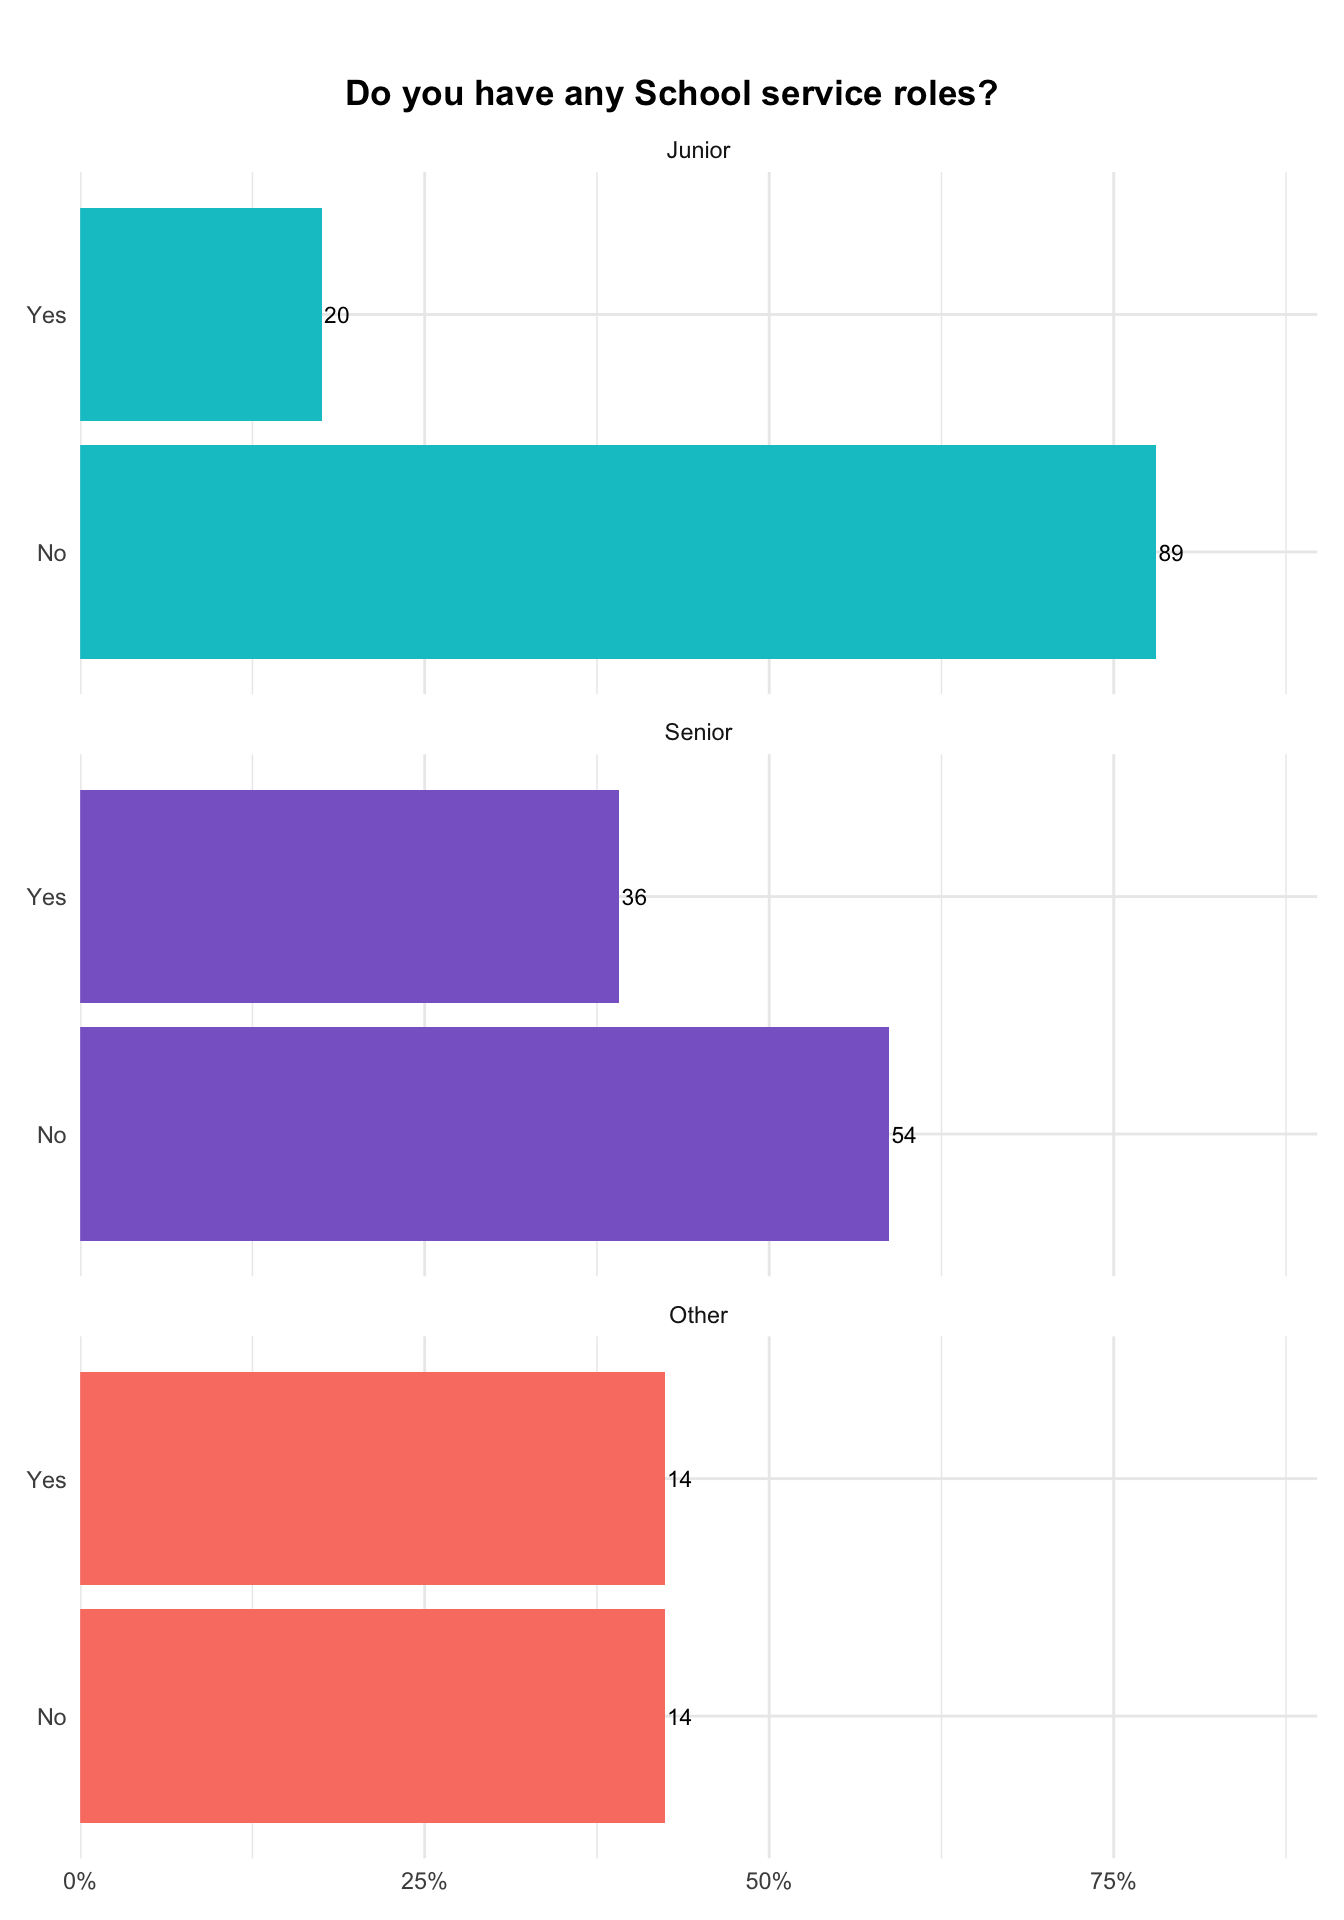 Do you have any School service roles?
Junior
Yes
20
No
89
Senior
Yes
36
No
54
Other
Yes
14
No
14
0% 25% 50% 75%